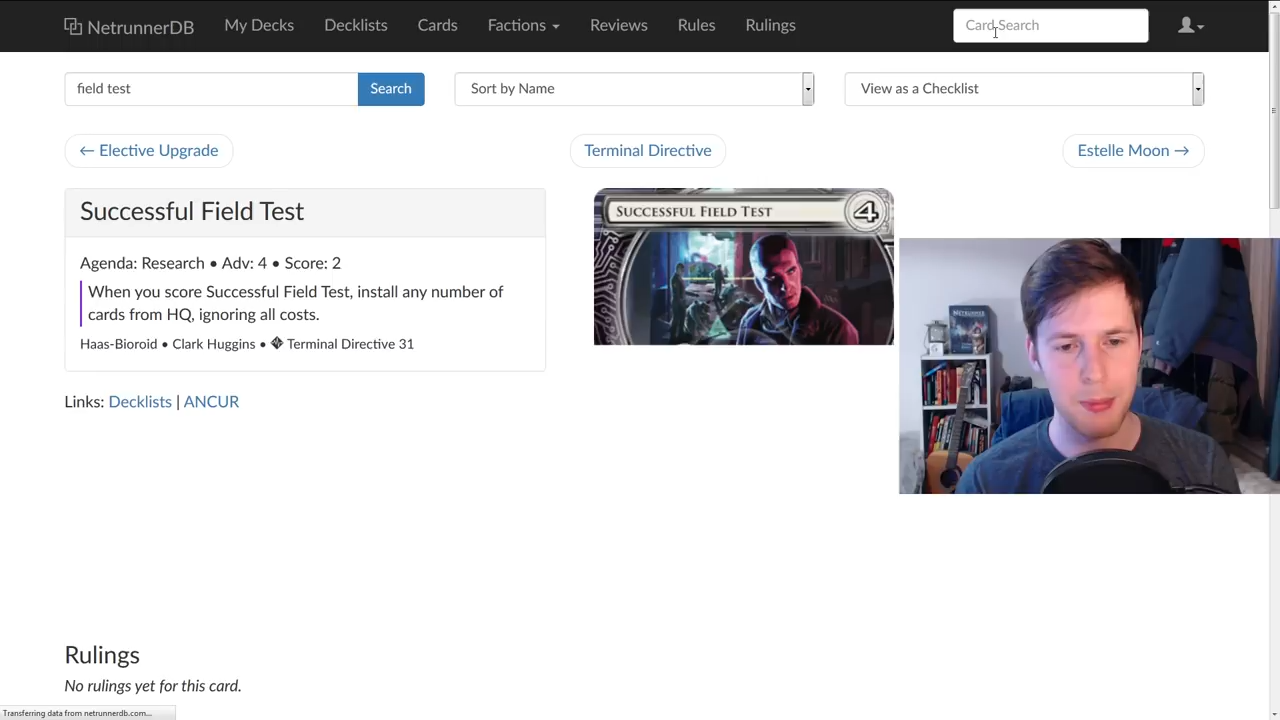 NetrunnerDB My Decks Decklists Cards Factions Reviews Rules Rulings Card Search
field test Search Sort by Name View as a Checklist
← Elective Upgrade Terminal Directive Estelle Moon →
Successful Field Test
Agenda: Research • Adv: 4 • Score: 2
When you score Successful Field Test, install any number of
cards from HQ, ignoring all costs.
Haas-Bioroid • Clark Huggins • Terminal Directive 31
SUCCESSFUL FIELD TEST 4
NETRUNNER
Links: Decklists | ANCUR
Rulings
No rulings yet for this card.
Transferring data from netrunnerdb.com...